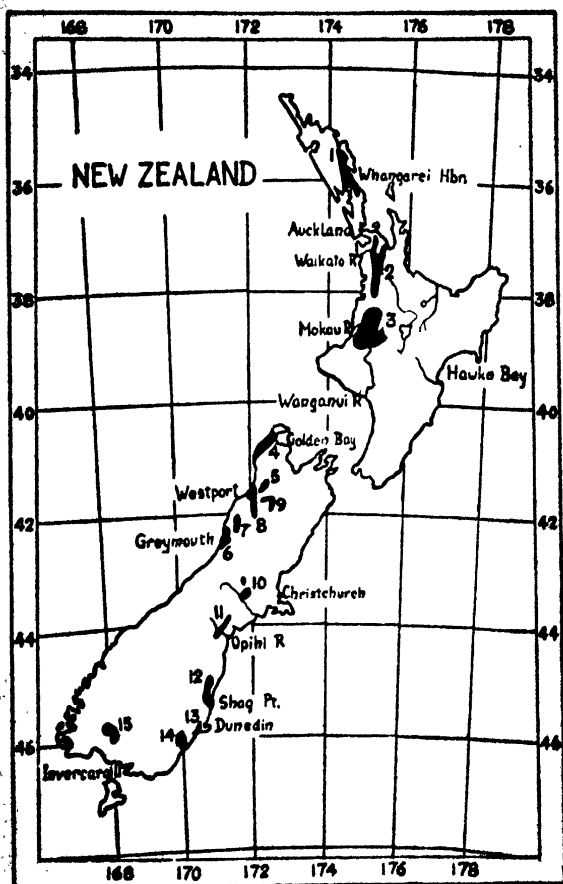 168 170 172 174 176 178
34 34
1
NEW ZEALAND
Whangarei Hbn
36 36
Auckland
Waikato R
2
38 38
Mokau R
3
Hauke Bay
Wanganui R
40 40
Golden Bay
4
5
Westport
9
42 42
7 8
Greymouth
6
10
Christchurch
11
44 44
Opihi R
12
Shag Pt.
13
Dunedin
15
14
46 46
Invercargill
168 170 172 174 176 178